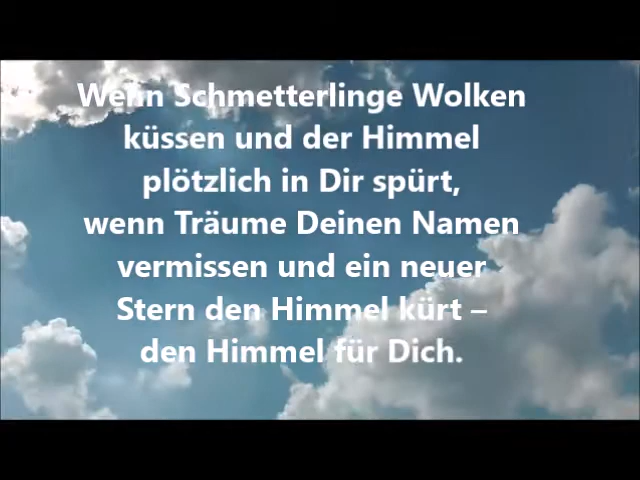 Wenn Schmetterlinge Wolken
küssen und der Himmel
plötzlich in Dir spürt,
wenn Träume Deinen Namen
vermissen und ein neuer
Stern den Himmel kürt –
den Himmel für Dich.